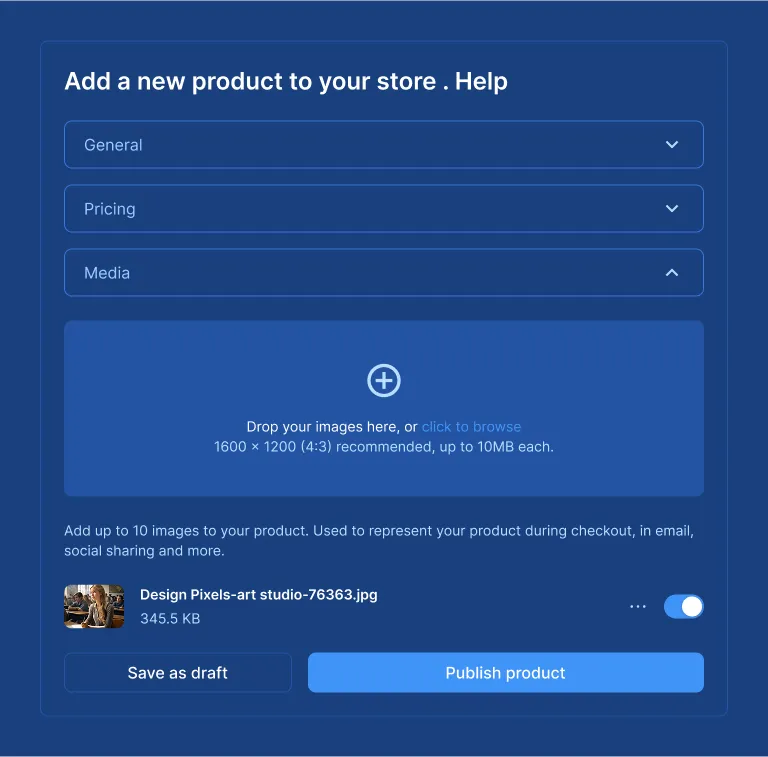 Add a new product to your store . Help
General
Pricing
Media
Drop your images here, or click to browse
1600 × 1200 (4:3) recommended, up to 10MB each.
Add up to 10 images to your product. Used to represent your product during checkout, in email,
social sharing and more.
Design Pixels-art studio-76363.jpg
345.5 KB
Save as draft
Publish product